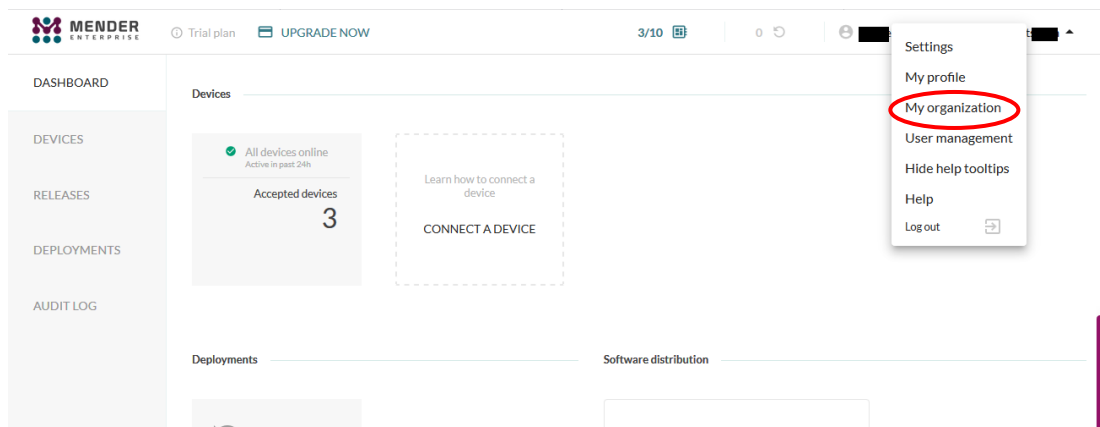 MENDER
ENTERPRISE
Trial plan
UPGRADE NOW
3/10
0
Settings
My profile
My organization
User management
Hide help tooltips
Help
Log out
DASHBOARD
DEVICES
RELEASES
DEPLOYMENTS
AUDIT LOG
Devices
All devices online
Active in past 24h
Accepted devices
3
Learn how to connect a
device
CONNECT A DEVICE
Deployments
Software distribution